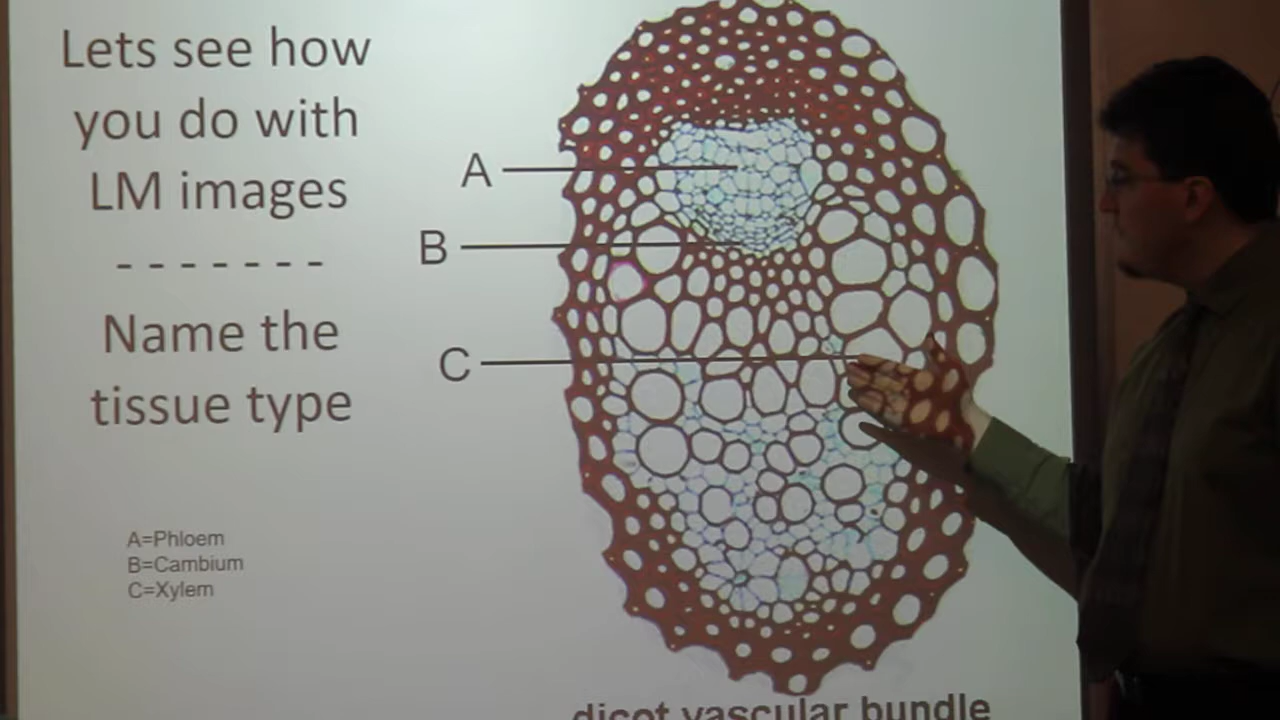 Lets see how
you do with
LM images
- - - - - - -
Name the
tissue type
A
B
C
A=Phloem
B=Cambium
C=Xylem
dicot vascular bundle